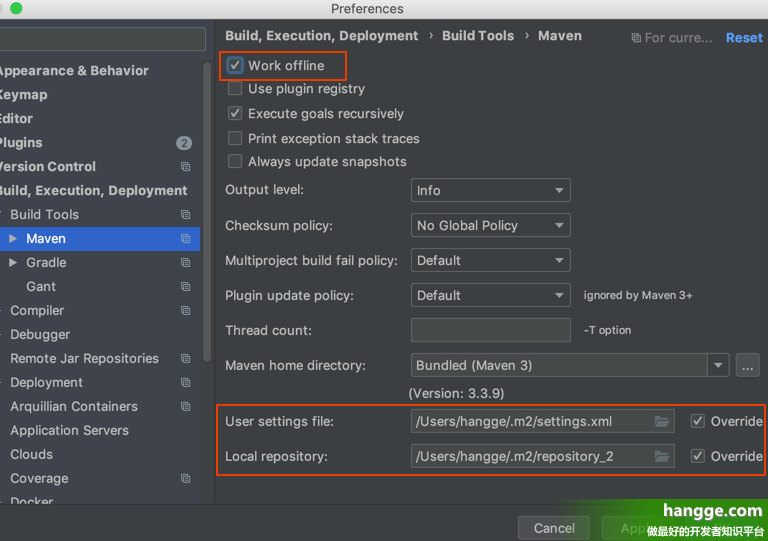 Preferences
Build, Execution, Deployment › Build Tools › Maven
For curre... Reset
Work offline
Use plugin registry
Execute goals recursively
Print exception stack traces
Always update snapshots
Output level: Info
Checksum policy: No Global Policy
Multiproject build fail policy: Default
Plugin update policy: Default ignored by Maven 3+
Thread count: -T option
Maven home directory: Bundled (Maven 3) ...
(Version: 3.3.9)
User settings file: /Users/hangge/.m2/settings.xml Override
Local repository: /Users/hangge/.m2/repository_2 Override
Appearance & Behavior
Keymap
Editor
Plugins 2
Version Control
Build, Execution, Deployment
Build Tools
Maven
Gradle
Gant
Compiler
Debugger
Remote Jar Repositories
Deployment
Arquillian Containers
Application Servers
Clouds
Coverage
Docker
Cancel
hangge.com
做最好的开发者知识平台